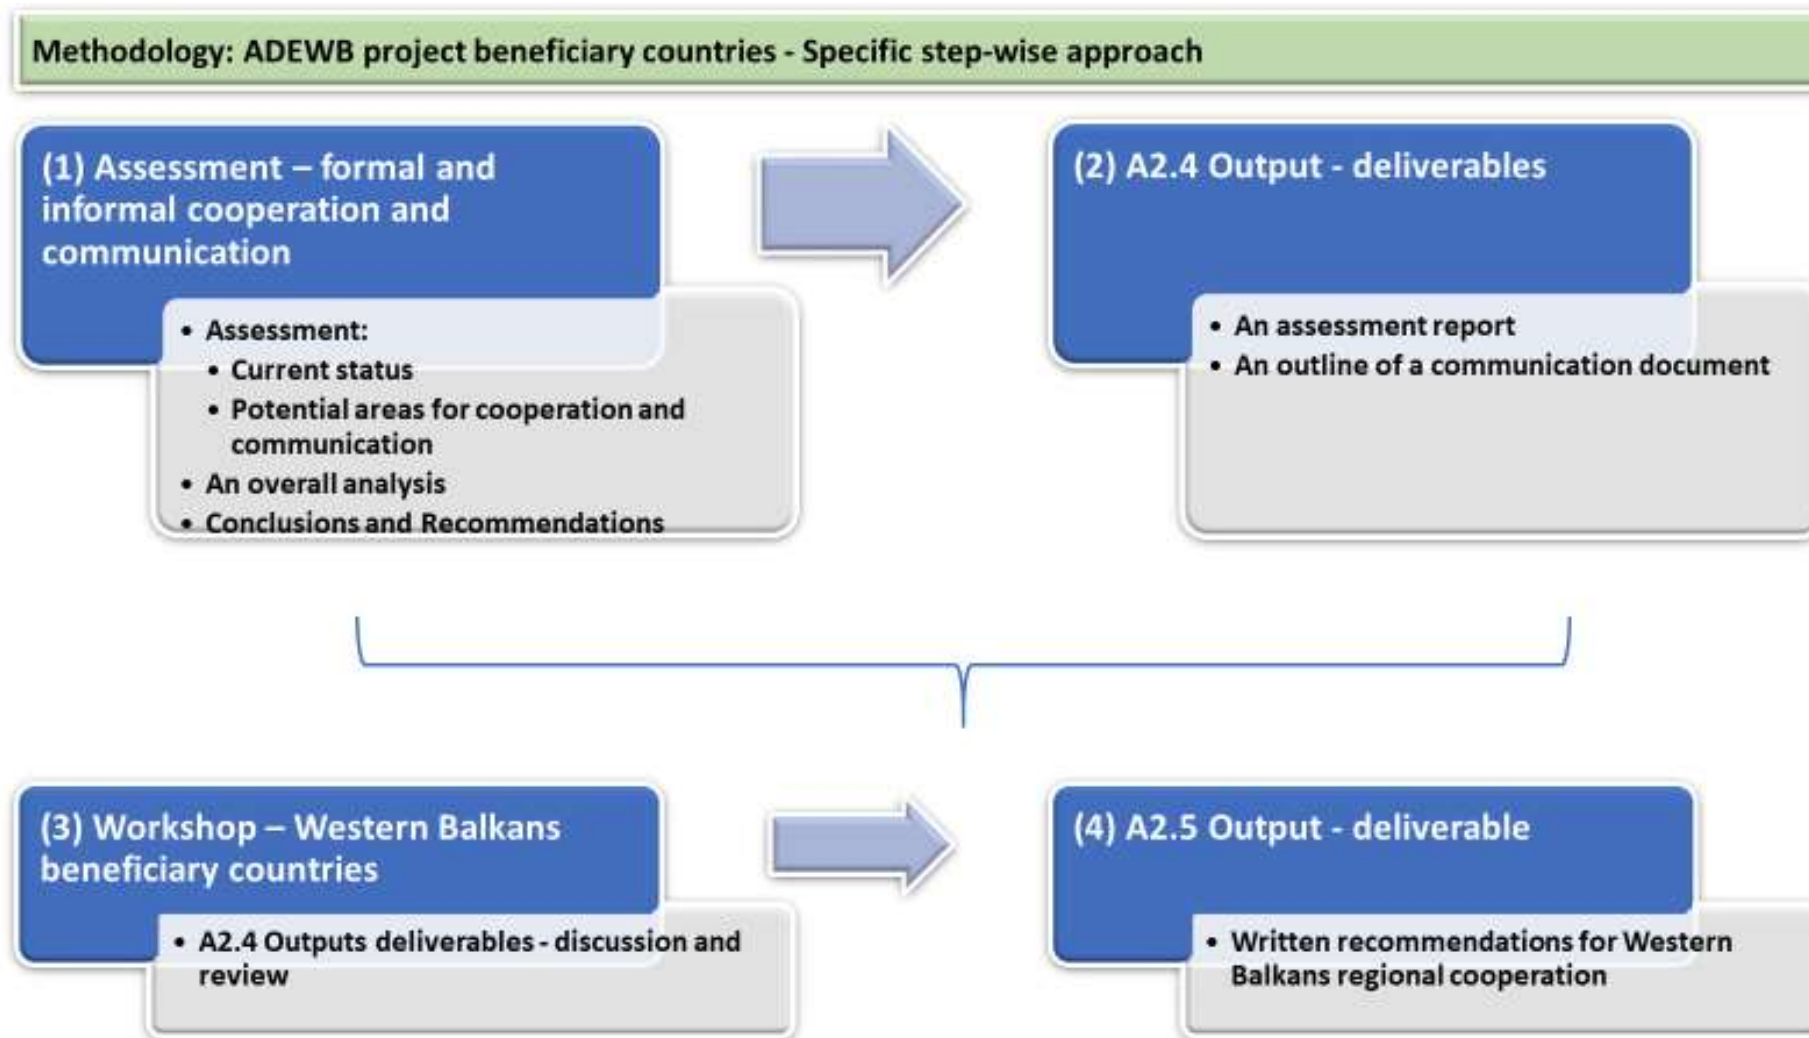 Methodology: ADEWB project beneficiary countries - Specific step-wise approach
(1) Assessment – formal and
informal cooperation and
communication
• Assessment:
• Current status
• Potential areas for cooperation and
communication
• An overall analysis
• Conclusions and Recommendations
(2) A2.4 Output - deliverables
• An assessment report
• An outline of a communication document
(3) Workshop – Western Balkans
beneficiary countries
• A2.4 Outputs deliverables - discussion and
review
(4) A2.5 Output - deliverable
• Written recommendations for Western
Balkans regional cooperation